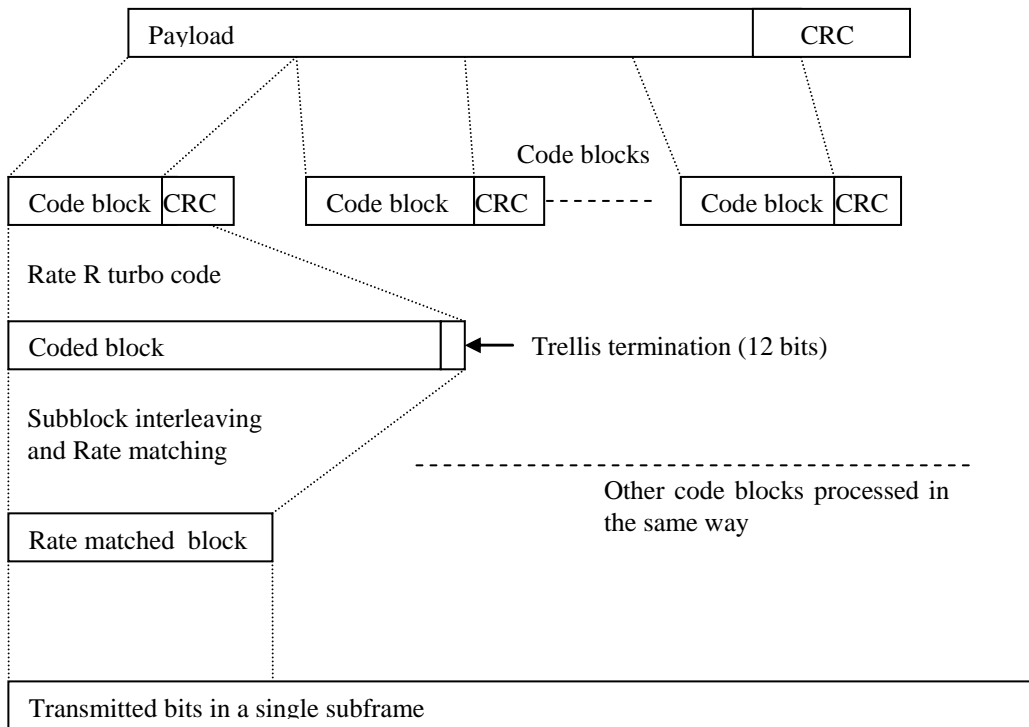 Payload CRC
Code blocks
Code block CRC Code block CRC Code block CRC
Rate R turbo code
Coded block
Trellis termination (12 bits)
Subblock interleaving
and Rate matching
Other code blocks processed in
the same way
Rate matched block
Transmitted bits in a single subframe